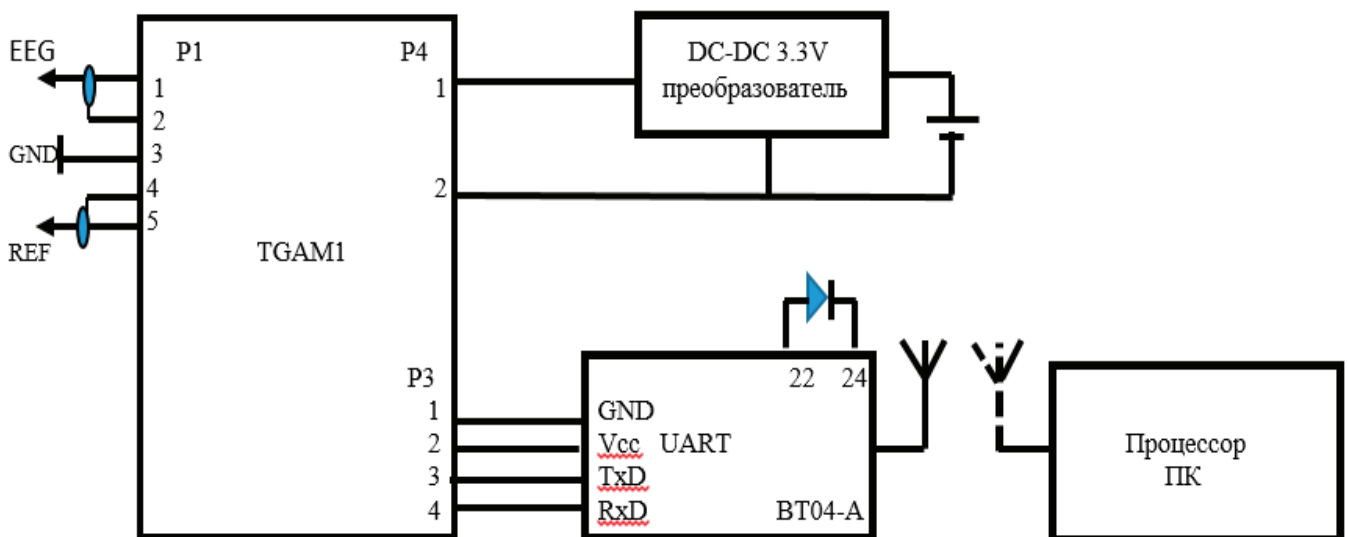 EEG
GND
REF
P1
1
2
3
4
5
TGAM1
P4
1
2
P3
1
2
3
4
DC-DC 3.3V
преобразователь
22 24
GND
Vcc UART
TxD
RxD BT04-A
Процессор
ПК